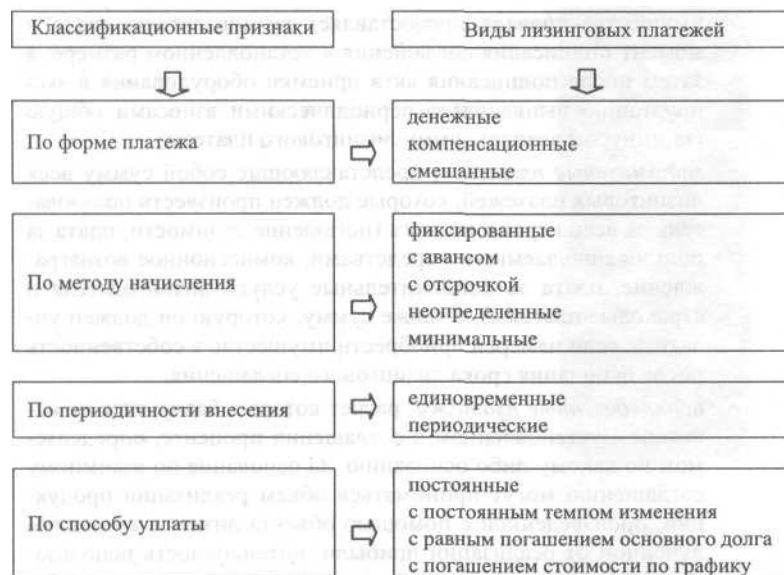 Классификационные признаки
Виды лизинговых платежей
По форме платежа
денежные
компенсационные
смешанные
По методу начисления
фиксированные
с авансом
с отсрочкой
неопределенные
минимальные
По периодичности внесения
единовременные
периодические
По способу уплаты
постоянные
с постоянным темпом изменения
с равным погашением основного долга
с погашением стоимости по графику